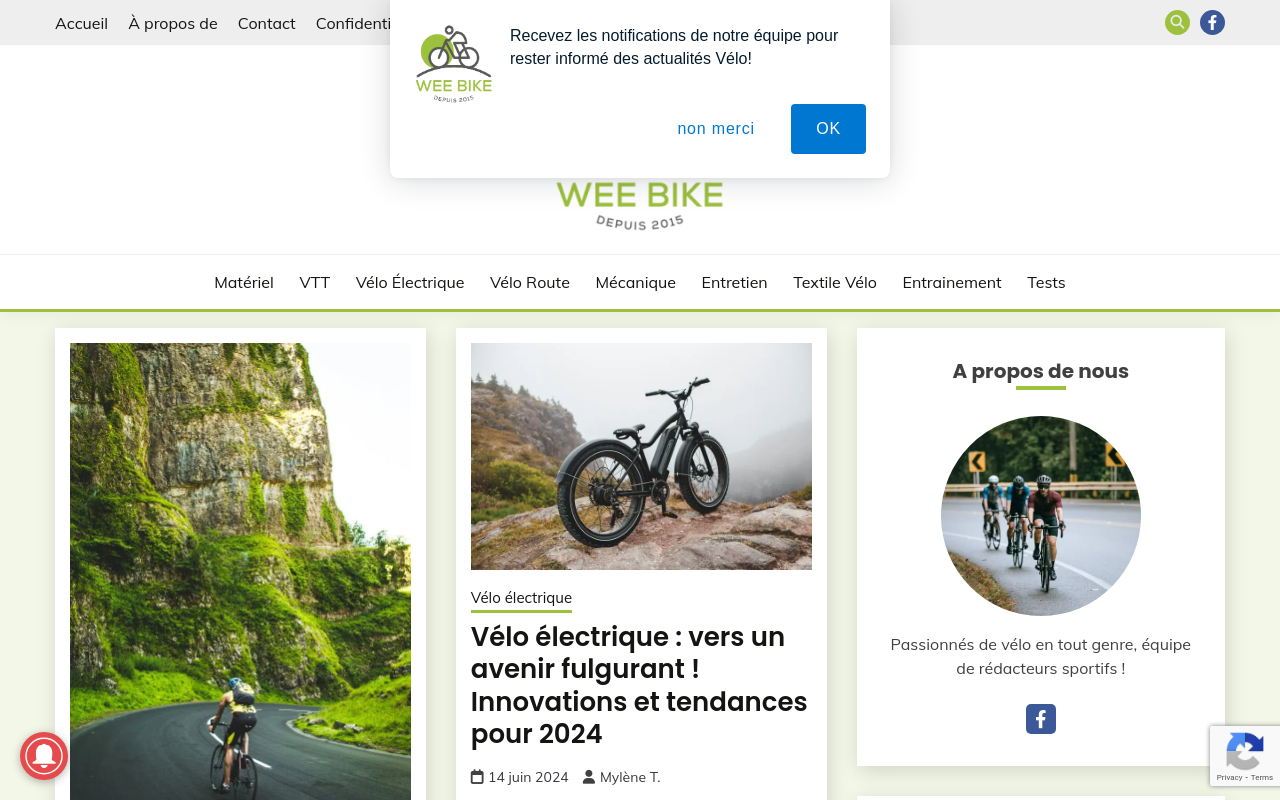 Accueil À propos de Contact
Recevez les notifications de notre équipe pour
rester informé des actualités Vélo!
WEE BIKE
DEPUIS 2015
non merci OK
WEE BIKE
DEPUIS 2015
Matériel VTT Vélo Électrique Vélo Route Mécanique Entretien Textile Vélo Entrainement Tests
A propos de nous
Passionnés de vélo en tout genre, équipe
de rédacteurs sportifs !
Vélo électrique
Vélo électrique : vers un
avenir fulgurant !
Innovations et tendances
pour 2024
14 juin 2024 Mylène T.
Privacy - Terms